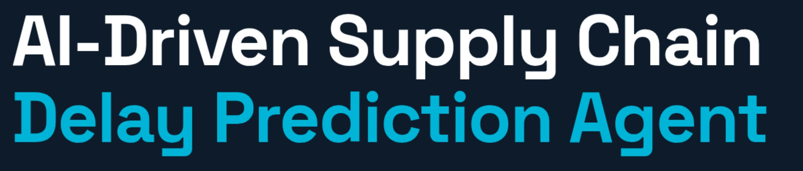 AI-Driven Supply Chain
Delay Prediction Agent